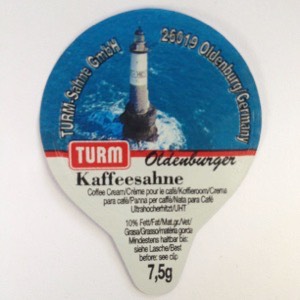 TURM-Sahne GmbH
26019 Oldenburg/Germany
TURM
Oldenburger
Kaffeesahne
Coffee Cream/Crème pour le café/Koffieroom/Crema
para café/Panna per caffè/Nata para Café
Ultrahocherhitzt/UHT
10% Fett/Fat/Mat.gr./Vet/
Grasa/Grasso/matéria gorda
Mindestens haltbar bis:
siehe Lasche/Best
before: see clip
7,5g